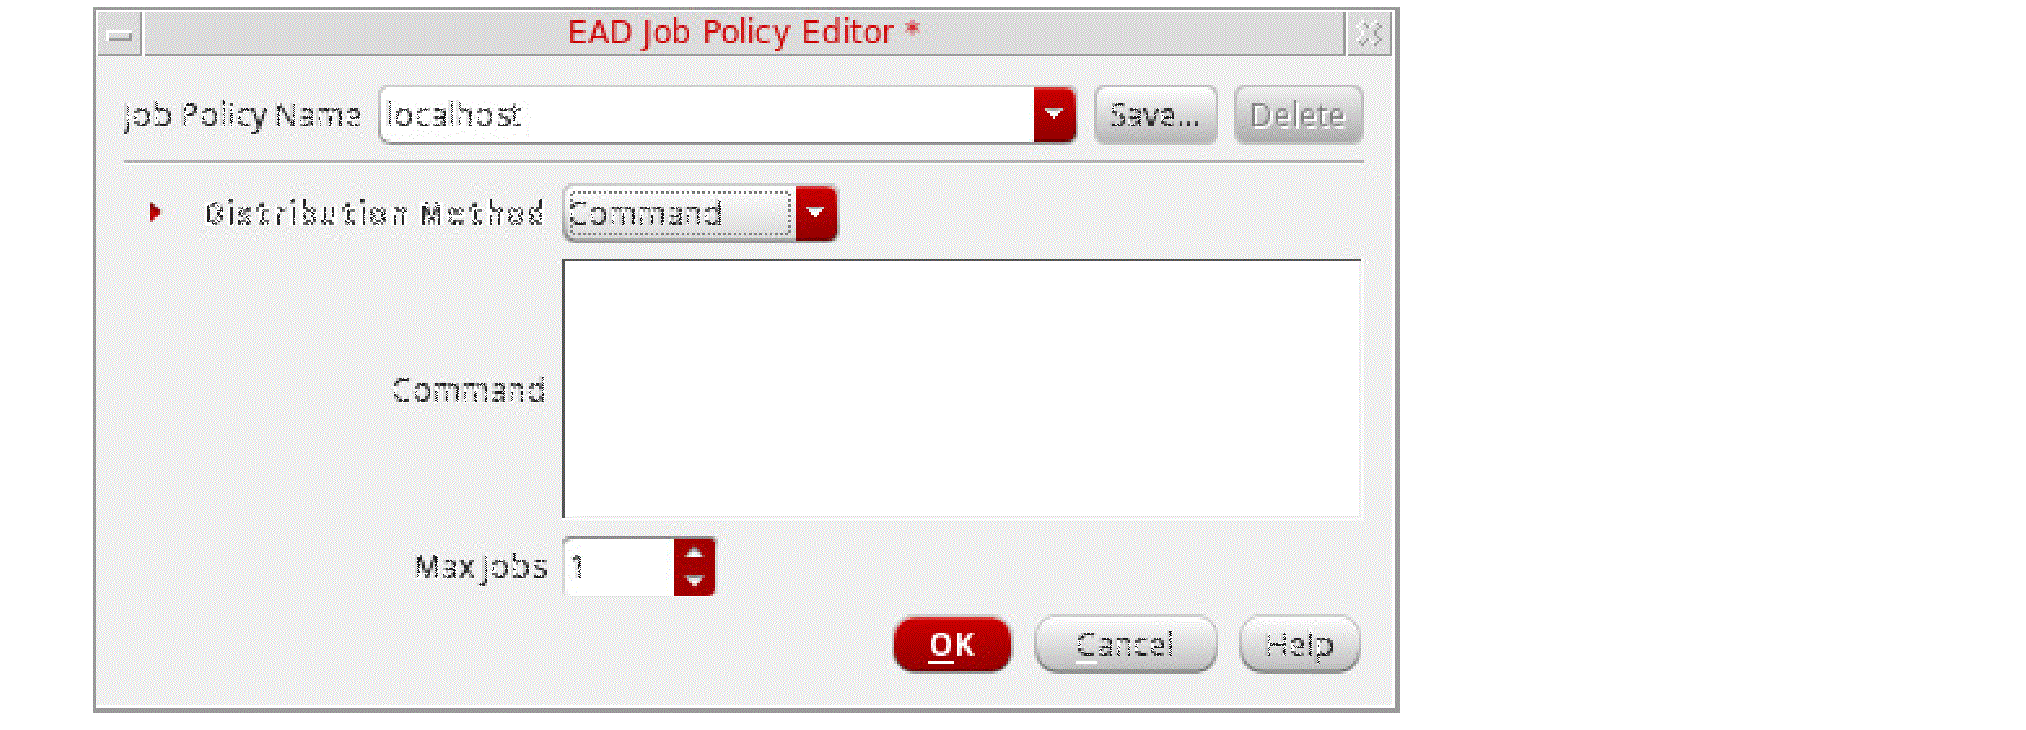 EAD Job Policy Editor *
Job Policy Name localhost Save... Delete
Distribution Method Command
Command
Max Jobs 1
OK Cancel Help